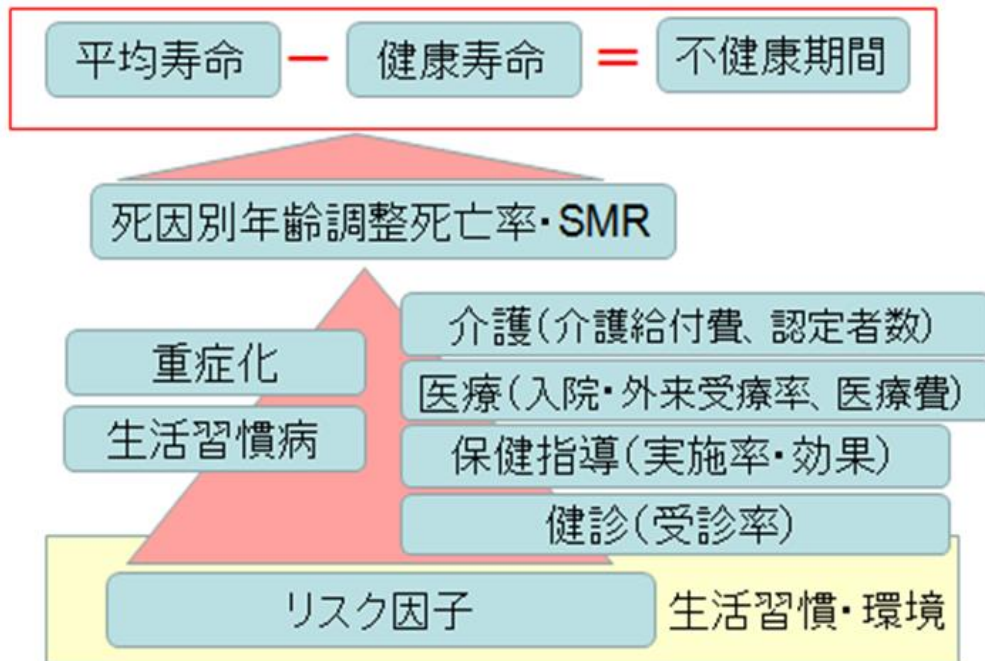 平均寿命 － 健康寿命 ＝ 不健康期間
死因別年齢調整死亡率・SMR
介護(介護給付費、認定者数)
重症化
医療(入院・外来受療率、医療費)
生活習慣病
保健指導(実施率・効果)
健診(受診率)
リスク因子
生活習慣・環境